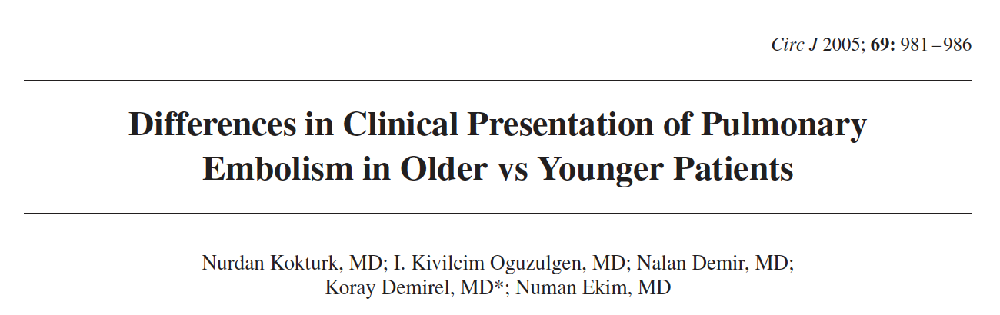 Circ J 2005; 69: 981–986
Differences in Clinical Presentation of Pulmonary
Embolism in Older vs Younger Patients
Nurdan Kokturk, MD; I. Kivilcim Oguzulgen, MD; Nalan Demir, MD;
Koray Demirel, MD*; Numan Ekim, MD